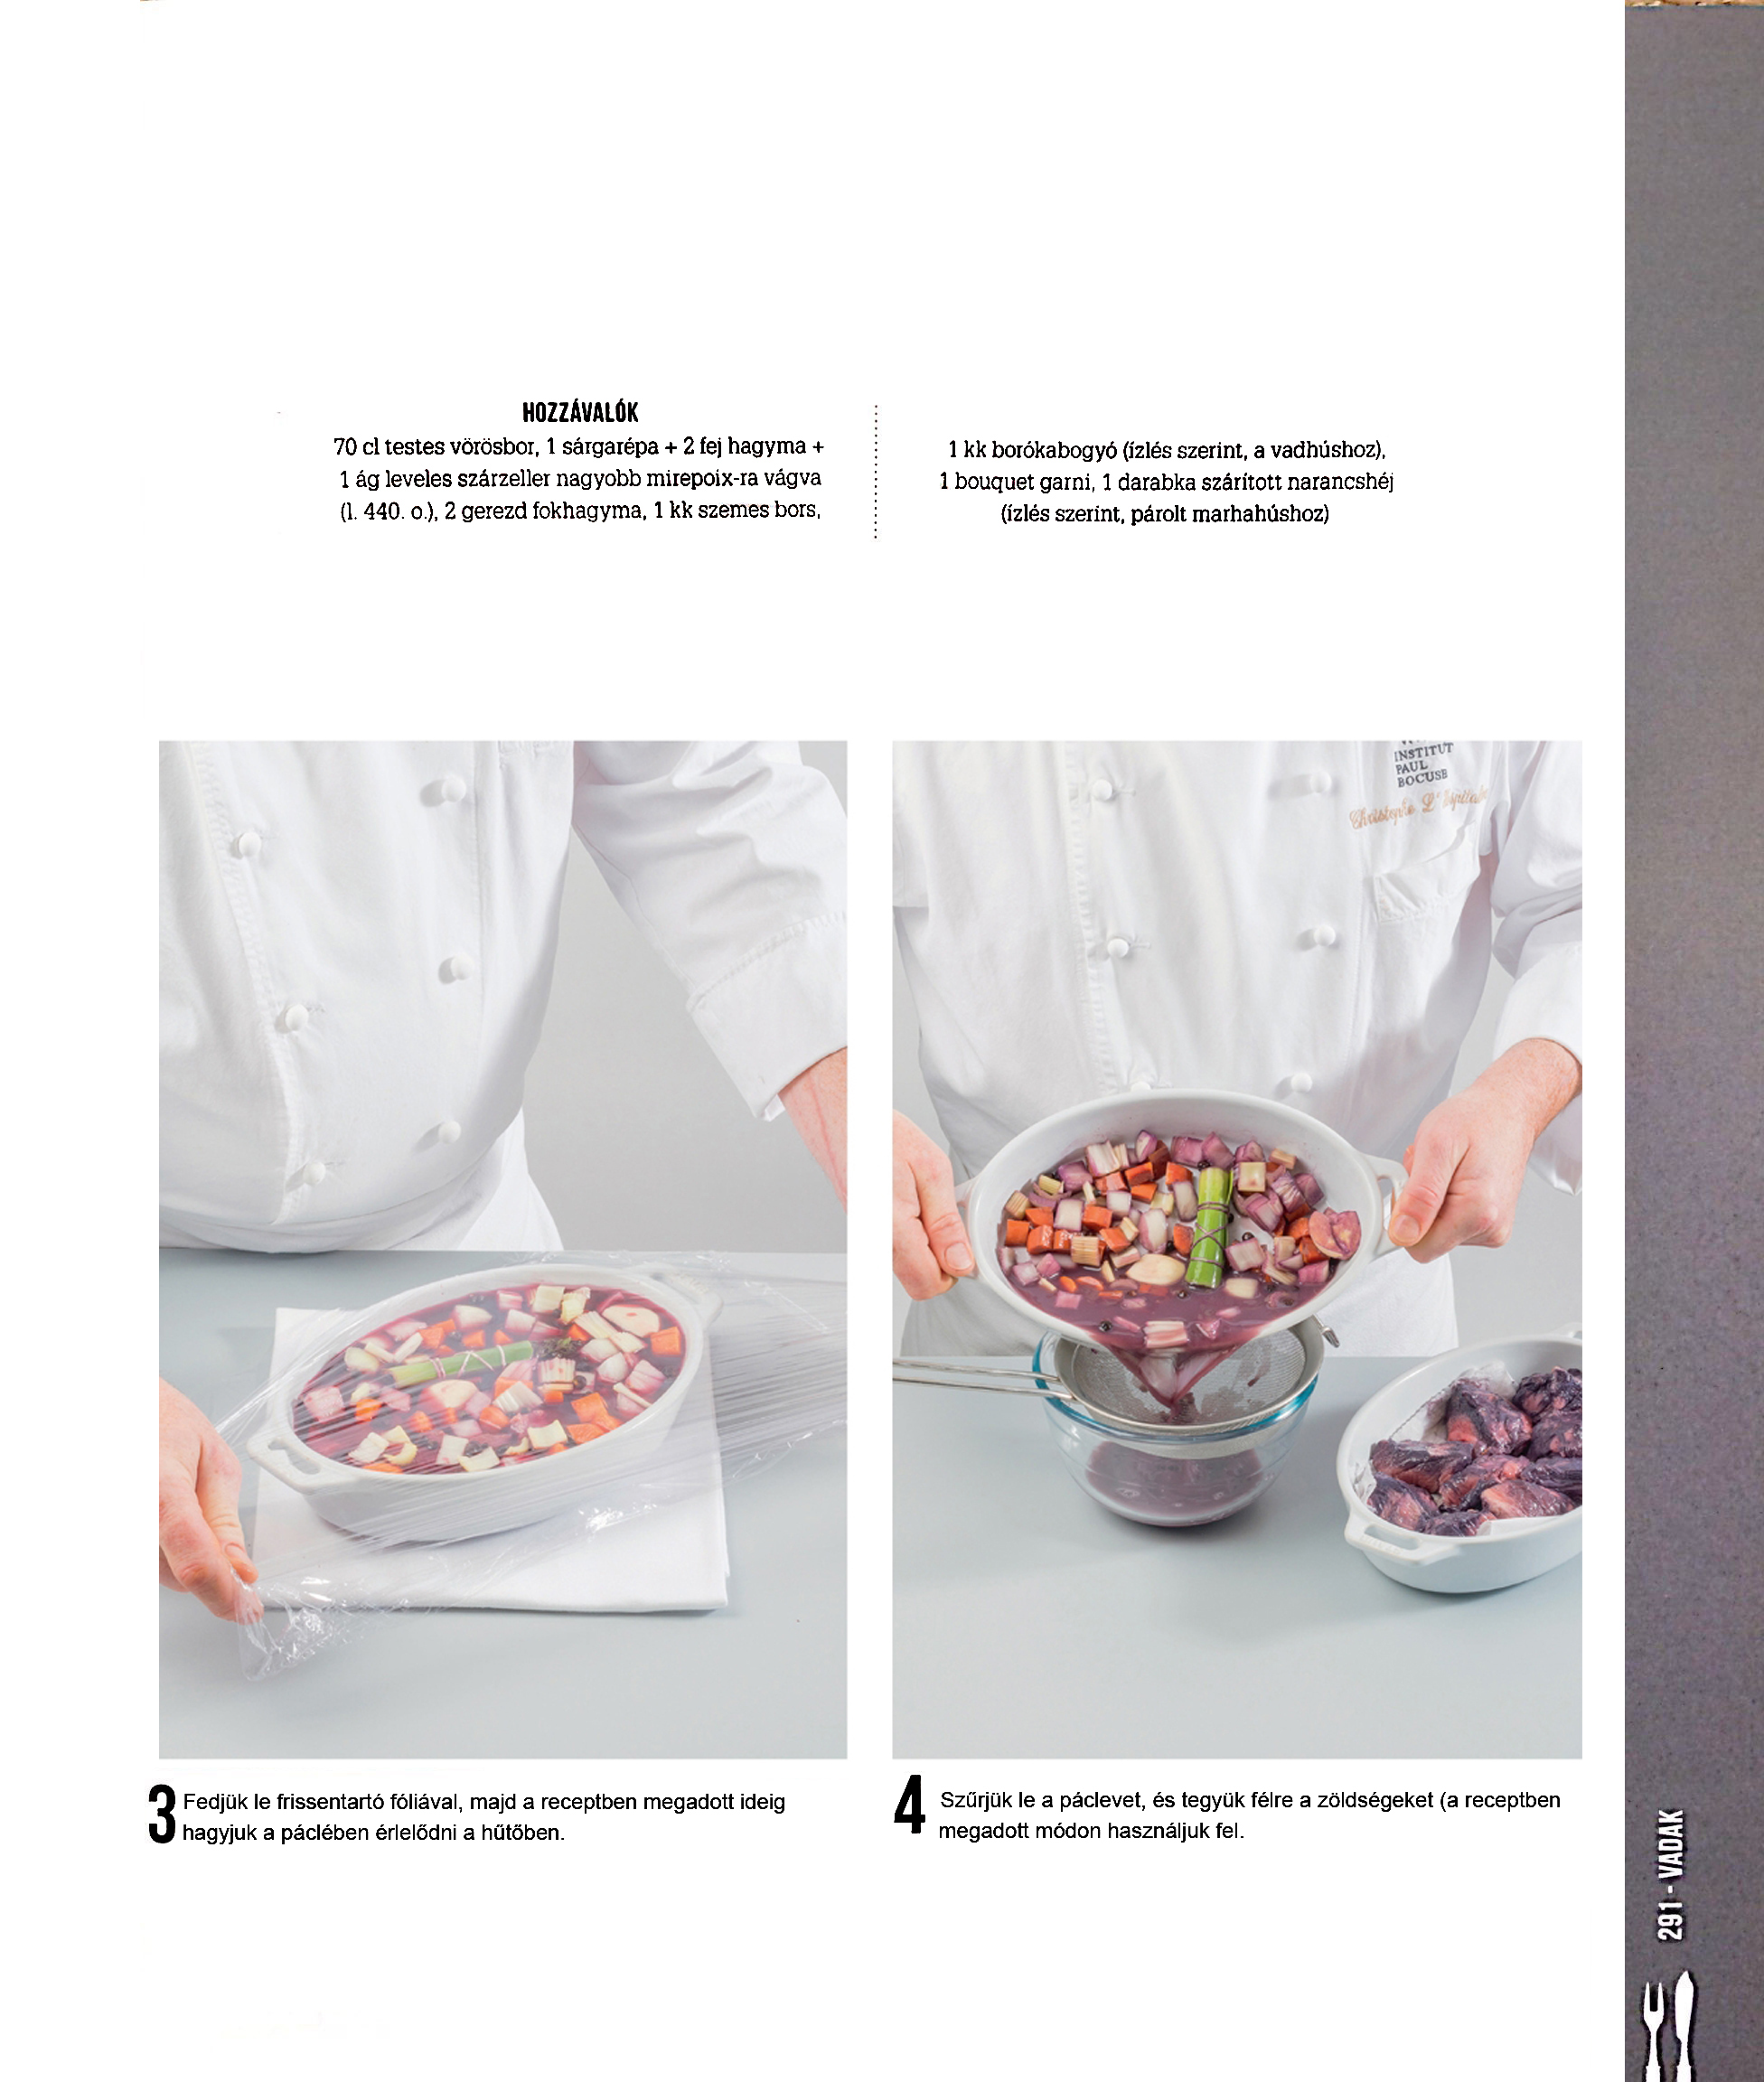 HOZZÁVALÓK
70 cl testes vörösbor, 1 sárgarépa + 2 fej hagyma +
1 ág leveles szárzeller nagyobb mirepoix-ra vágva
(l. 440. o.), 2 gerezd fokhagyma, 1 kk szemes bors,
1 kk borókabogyó (ízlés szerint, a vadhúshoz),
1 bouquet garni, 1 darabka szárított narancshéj
(ízlés szerint, párolt marhahúshoz)
INSTITUT
PAUL
BOCUSE
Christophe L'
3 Fedjük le frissentartó fóliával, majd a receptben megadott ideig
hagyjuk a páclében érlelődni a hűtőben.
4 Szűrjük le a páclevet, és tegyük félre a zöldségeket (a receptben
megadott módon használjuk fel.
291 - VADAK